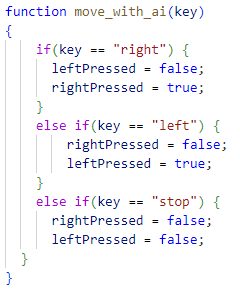 function move_with_ai(key)
{
    if(key == "right") {
      leftPressed = false;
      rightPressed = true;
    }
    else if(key == "left") {
        rightPressed = false;
        leftPressed = true;
    }
    else if(key == "stop") {
      rightPressed = false;
      leftPressed = false;
  }
}